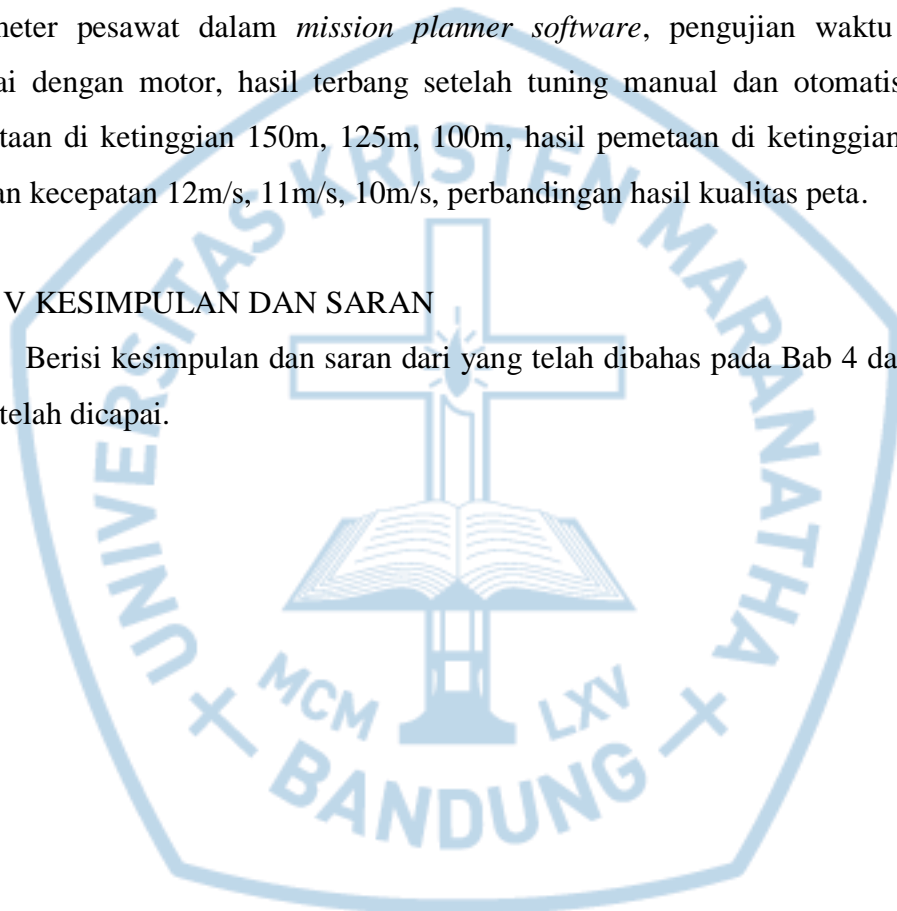 meter pesawat dalam mission planner software, pengujian waktu
ai dengan motor, hasil terbang setelah tuning manual dan otomatis
taan di ketinggian 150m, 125m, 100m, hasil pemetaan di ketinggian
an kecepatan 12m/s, 11m/s, 10m/s, perbandingan hasil kualitas peta.
V KESIMPULAN DAN SARAN
Berisi kesimpulan dan saran dari yang telah dibahas pada Bab 4 da
telah dicapai.
UNIVERSITAS KRISTEN MARANATHA
MCM LXV
BANDUNG